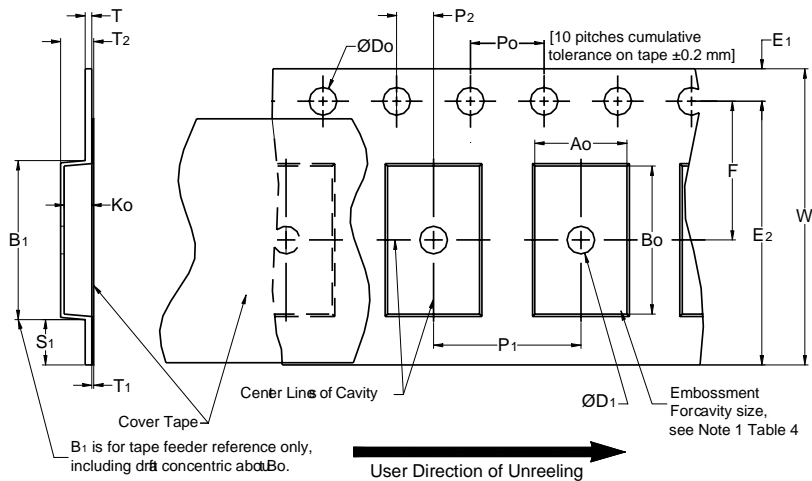 T
T2
P2
ØDo
Po
[10 pitches cumulative
tolerance on tape ±0.2 mm]
E1
Ao
F
W
Ko
B1
Bo
E2
S1
P1
T1
Center Lines of Cavity
ØD1
Embossment
Forcavity size,
see Note 1 Table 4
Cover Tape
B1 is for tape feeder reference only,
including draft concentric about Bo.
User Direction of Unreeling